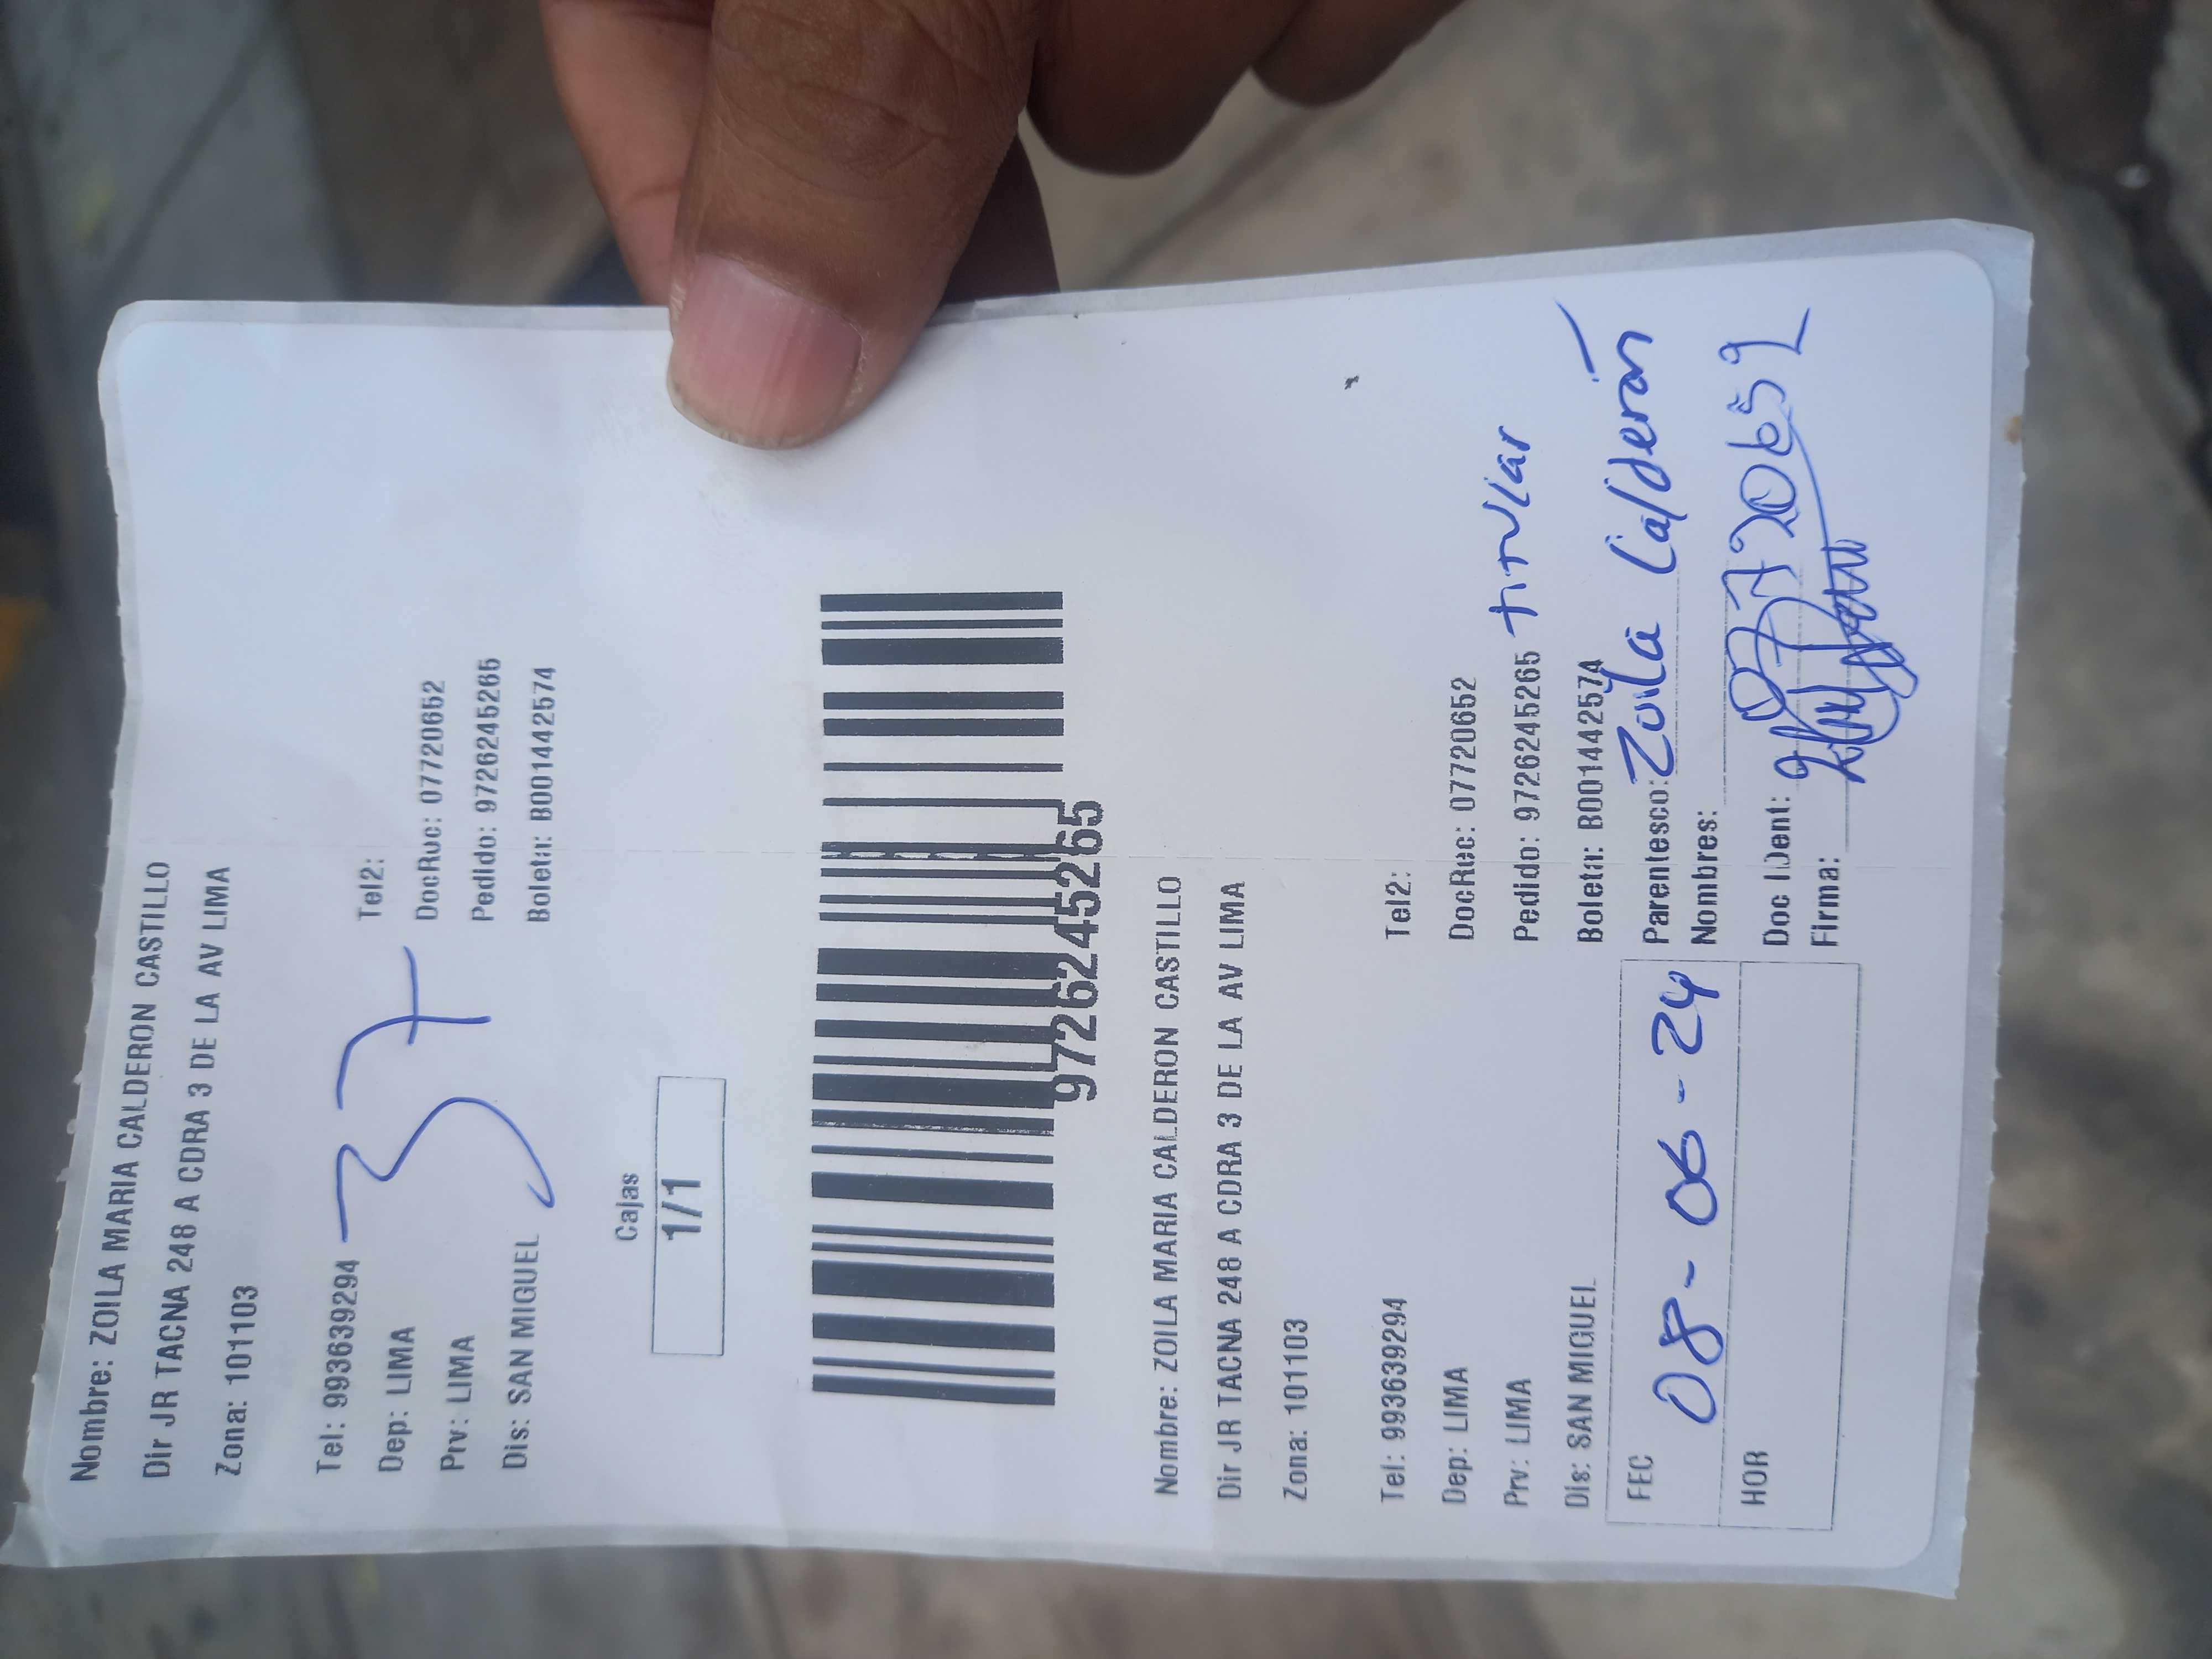 Nombre: ZOILA MARIA CALDERON CASTILLO
Dir JR TACNA 248 A CDRA 3 DE LA AV LIMA
Zona: 101103
Tel: 993639294
Tel2:
37
Dep: LIMA
DocRuc: 07720652
Prv: LIMA
Pedido: 9726245265
Dis: SAN MIGUEL
Boleta: B001442574
Cajas
1/1
9726245265
Nombre: ZOILA MARIA CALDERON CASTILLO
Dir JR TACNA 248 A CDRA 3 DE LA AV LIMA
Zona: 101103
Tel: 993639294
Tel2:
Dep: LIMA
DocRuc: 07720652
Prv: LIMA
Pedido: 9726245265
titular
Dis: SAN MIGUEL
Boleta: B001442574
FEC 08-06-24
Parentesco: Zoila Calderón
Nombres:
HOR
Doc IDent: 07720652
Firma: